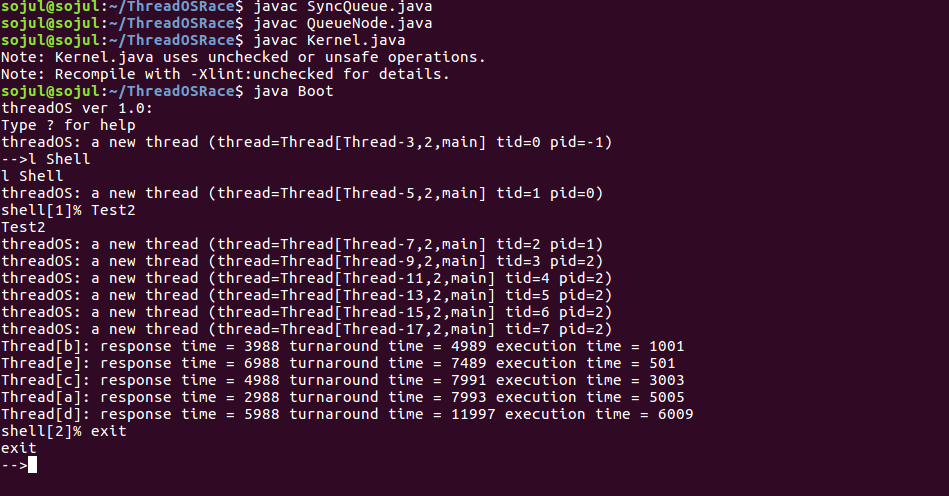 sojul@sojul:~/ThreadOSRace$ javac SyncQueue.java
sojul@sojul:~/ThreadOSRace$ javac QueueNode.java
sojul@sojul:~/ThreadOSRace$ javac Kernel.java
Note: Kernel.java uses unchecked or unsafe operations.
Note: Recompile with -Xlint:unchecked for details.
sojul@sojul:~/ThreadOSRace$ java Boot
threadOS ver 1.0:
Type ? for help
threadOS: a new thread (thread=Thread[Thread-3,2,main] tid=0 pid=-1)
-->l Shell
l Shell
threadOS: a new thread (thread=Thread[Thread-5,2,main] tid=1 pid=0)
shell[1]% Test2
Test2
threadOS: a new thread (thread=Thread[Thread-7,2,main] tid=2 pid=1)
threadOS: a new thread (thread=Thread[Thread-9,2,main] tid=3 pid=2)
threadOS: a new thread (thread=Thread[Thread-11,2,main] tid=4 pid=2)
threadOS: a new thread (thread=Thread[Thread-13,2,main] tid=5 pid=2)
threadOS: a new thread (thread=Thread[Thread-15,2,main] tid=6 pid=2)
threadOS: a new thread (thread=Thread[Thread-17,2,main] tid=7 pid=2)
Thread[b]: response time = 3988 turnaround time = 4989 execution time = 1001
Thread[e]: response time = 6988 turnaround time = 7489 execution time = 501
Thread[c]: response time = 4988 turnaround time = 7991 execution time = 3003
Thread[a]: response time = 2988 turnaround time = 7993 execution time = 5005
Thread[d]: response time = 5988 turnaround time = 11997 execution time = 6009
shell[2]% exit
exit
-->